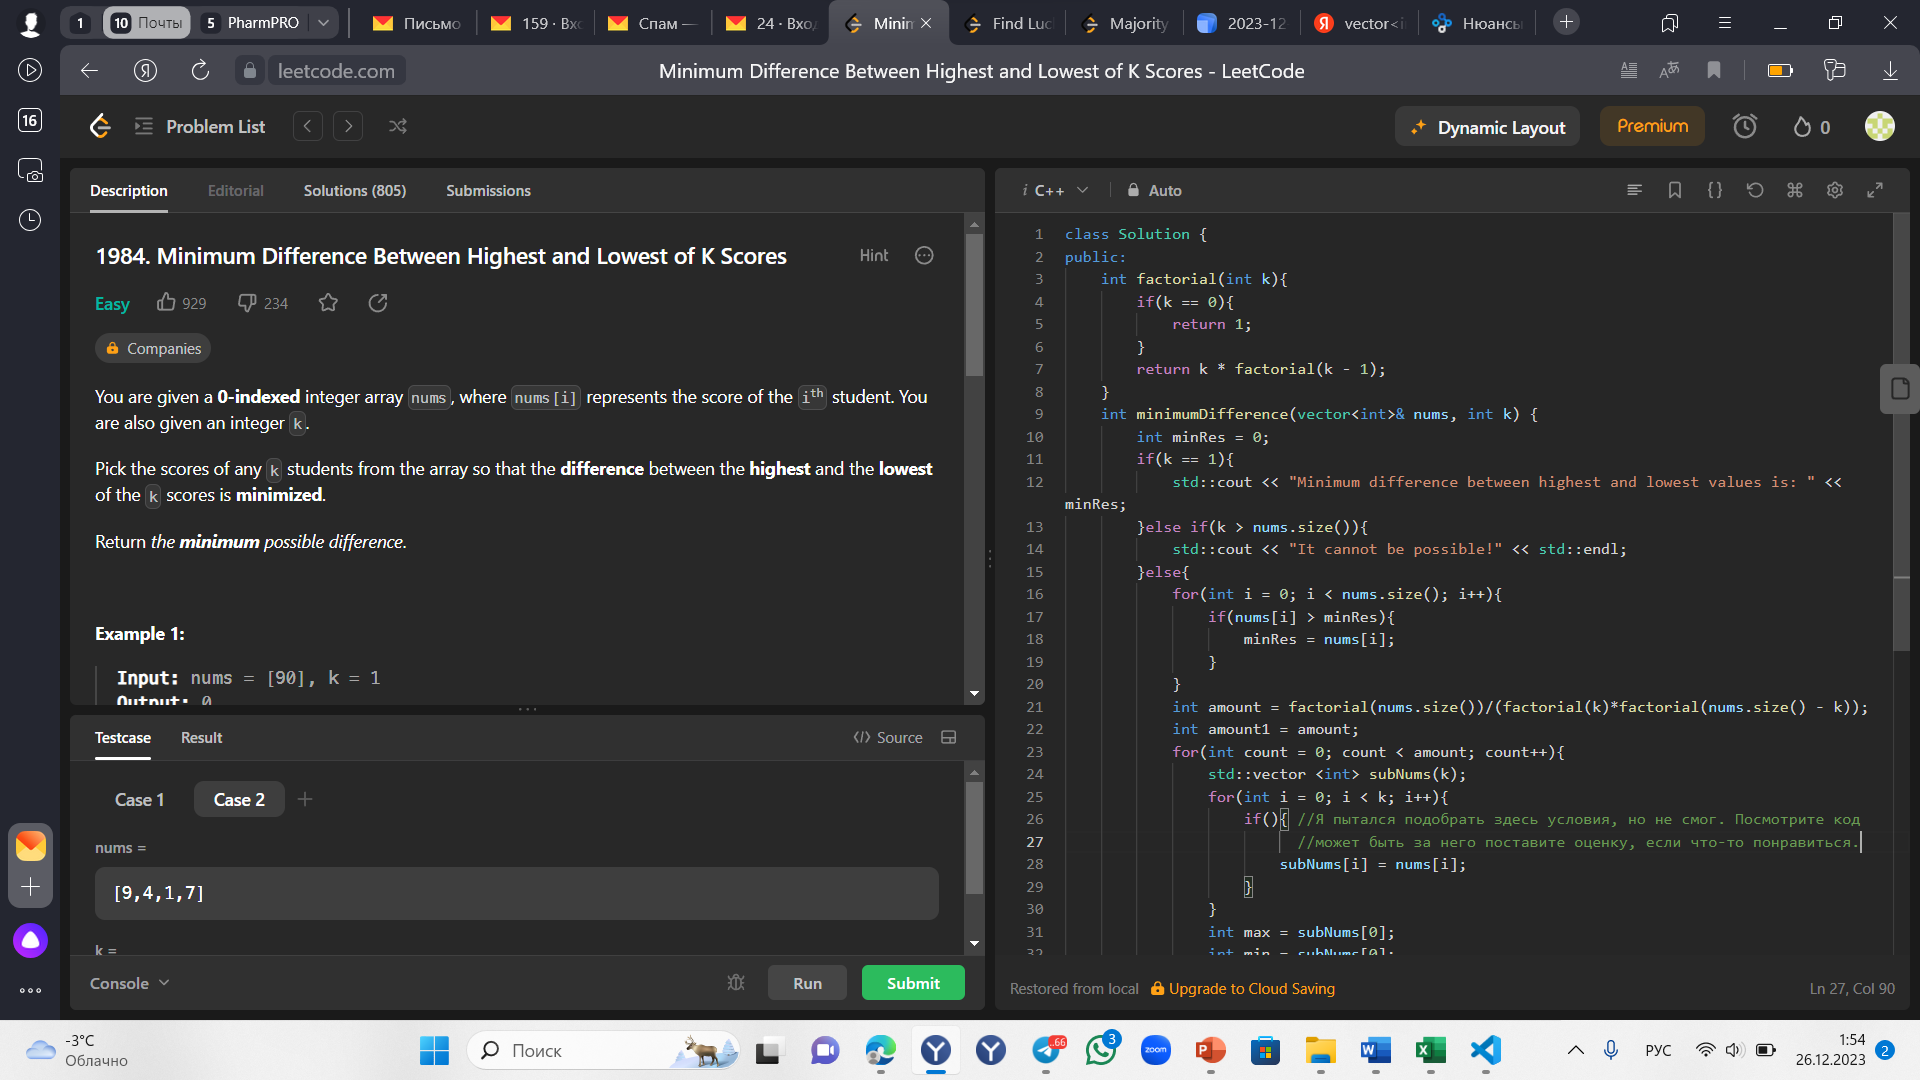 1
10 Почты
5 PharmPRO
Письмо
159 · Вхо
Спам —
24 · Вход
Minim
Find Luc
Majority
2023-12
vector<i
Нюансы
leetcode.com
Minimum Difference Between Highest and Lowest of K Scores - LeetCode
16
Problem List
Dynamic Layout
Premium
0
Description
Editorial
Solutions (805)
Submissions
1984. Minimum Difference Between Highest and Lowest of K Scores
Hint
Easy
929
234
Companies
You are given a 0-indexed integer array nums, where nums[i] represents the score of the ith student. You
are also given an integer k.
Pick the scores of any k students from the array so that the difference between the highest and the lowest
of the k scores is minimized.
Return the minimum possible difference.
Example 1:
Input: nums = [90], k = 1
Output: 0
Testcase
Result
</> Source
Case 1
Case 2
nums =
[9,4,1,7]
k =
Console
Run
Submit
i C++
Auto
1 class Solution {
2 public:
3 int factorial(int k){
4 if(k == 0){
5 return 1;
6 }
7 return k * factorial(k - 1);
8 }
9 int minimumDifference(vector<int>& nums, int k) {
10 int minRes = 0;
11 if(k == 1){
12 std::cout << "Minimum difference between highest and lowest values is: " <<
minRes;
13 }else if(k > nums.size()){
14 std::cout << "It cannot be possible!" << std::endl;
15 }else{
16 for(int i = 0; i < nums.size(); i++){
17 if(nums[i] > minRes){
18 minRes = nums[i];
19 }
20 }
21 int amount = factorial(nums.size())/(factorial(k)*factorial(nums.size() - k));
22 int amount1 = amount;
23 for(int count = 0; count < amount; count++){
24 std::vector <int> subNums(k);
25 for(int i = 0; i < k; i++){
26 if(){ //Я пытался подобрать здесь условия, но не смог. Посмотрите код
27 //может быть за него поставите оценку, если что-то понравиться.
28 subNums[i] = nums[i];
29 }
30 }
31 int max = subNums[0];
32 int min = subNums[0];
Restored from local
Upgrade to Cloud Saving
Ln 27, Col 90
-3°C
Облачно
Поиск
..66
3
zoom
РУС
1:54
26.12.2023
2